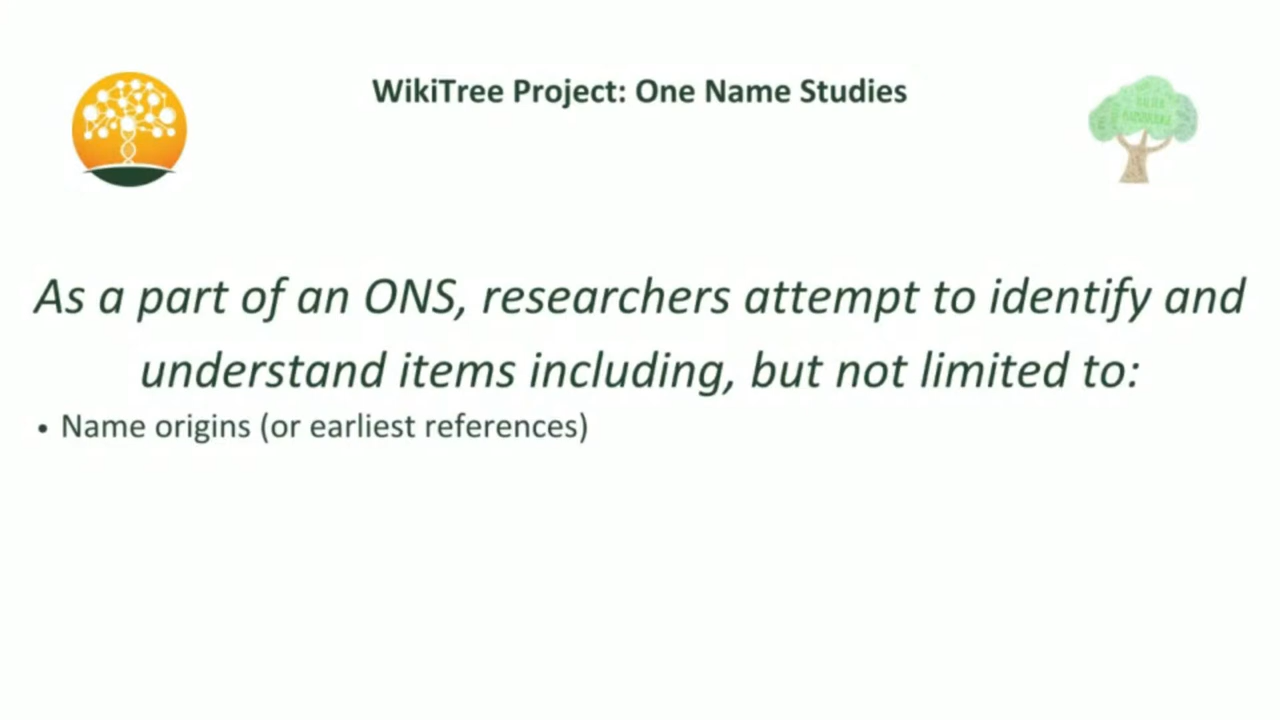 WikiTree Project: One Name Studies
As a part of an ONS, researchers attempt to identify and
understand items including, but not limited to:
• Name origins (or earliest references)